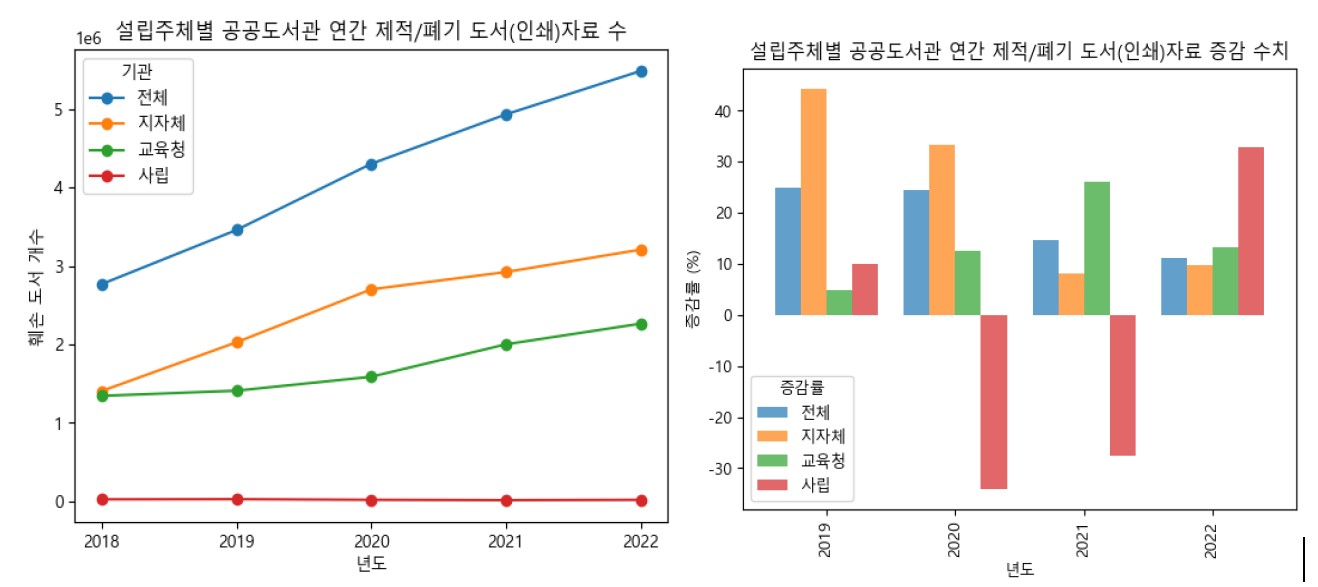 설립주체별 공공도서관 연간 제적/폐기 도서(인쇄)자료 수
1e6
기관
전체
지자체
교육청
사립
5
4
3
2
1
0
훼손 도서 개수
2018
2019
2020
2021
2022
년도
설립주체별 공공도서관 연간 제적/폐기 도서(인쇄)자료 증감 수치
40
30
20
10
0
-10
-20
-30
증감률 (%)
증감률
전체
지자체
교육청
사립
2019
2020
2021
2022
년도